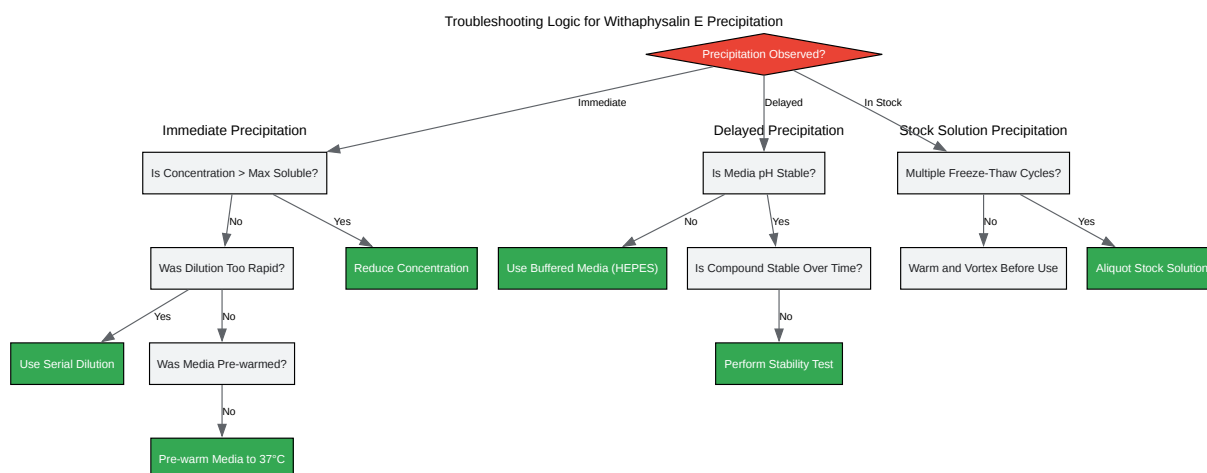 Troubleshooting Logic for Withaphysalin E Precipitation
Precipitation Observed?
Immediate
Delayed
In Stock
Immediate Precipitation
Delayed Precipitation
Stock Solution Precipitation
Is Concentration > Max Soluble?
Is Media pH Stable?
Multiple Freeze-Thaw Cycles?
No
Yes
No
Yes
No
Yes
Was Dilution Too Rapid?
Reduce Concentration
Use Buffered Media (HEPES)
Is Compound Stable Over Time?
Warm and Vortex Before Use
Aliquot Stock Solution
Yes
No
No
Use Serial Dilution
Was Media Pre-warmed?
Perform Stability Test
No
Pre-warm Media to 37°C